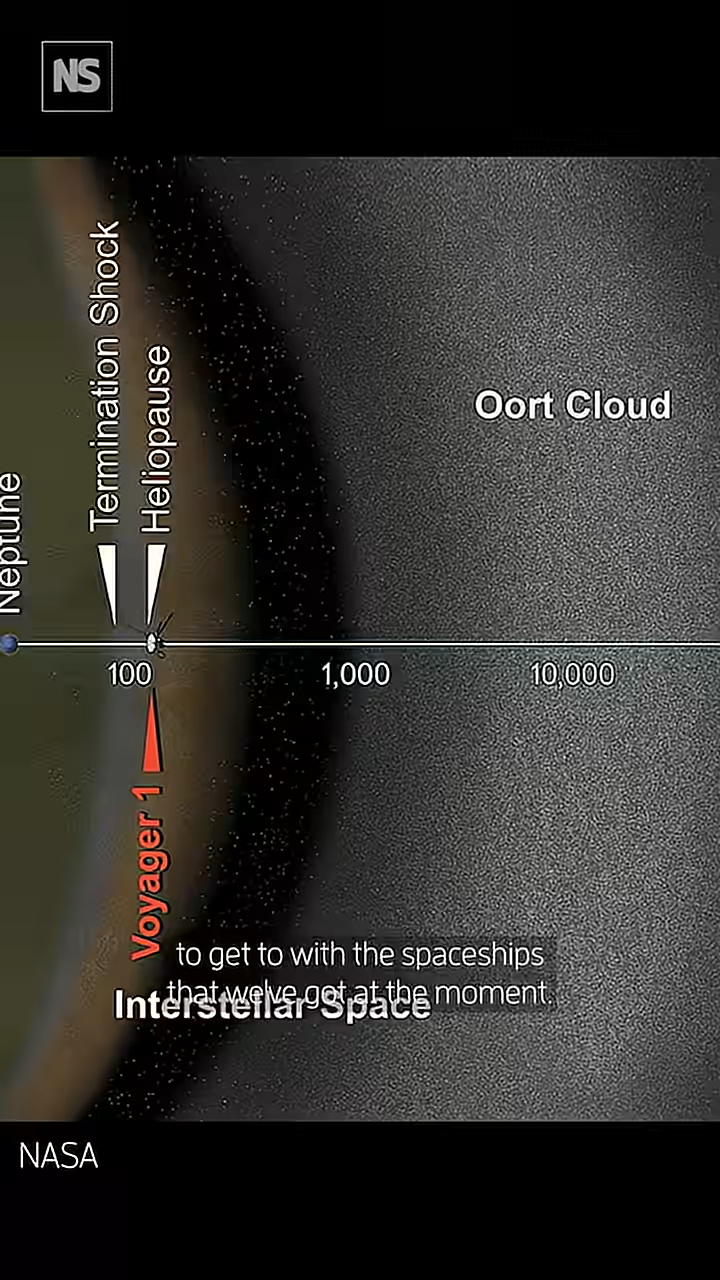 NS
Termination Shock
Heliopause
Neptune
Oort Cloud
100
1,000
10,000
Voyager 1
to get to with the spaceships
that we've got at the moment.
Interstellar Space
NASA